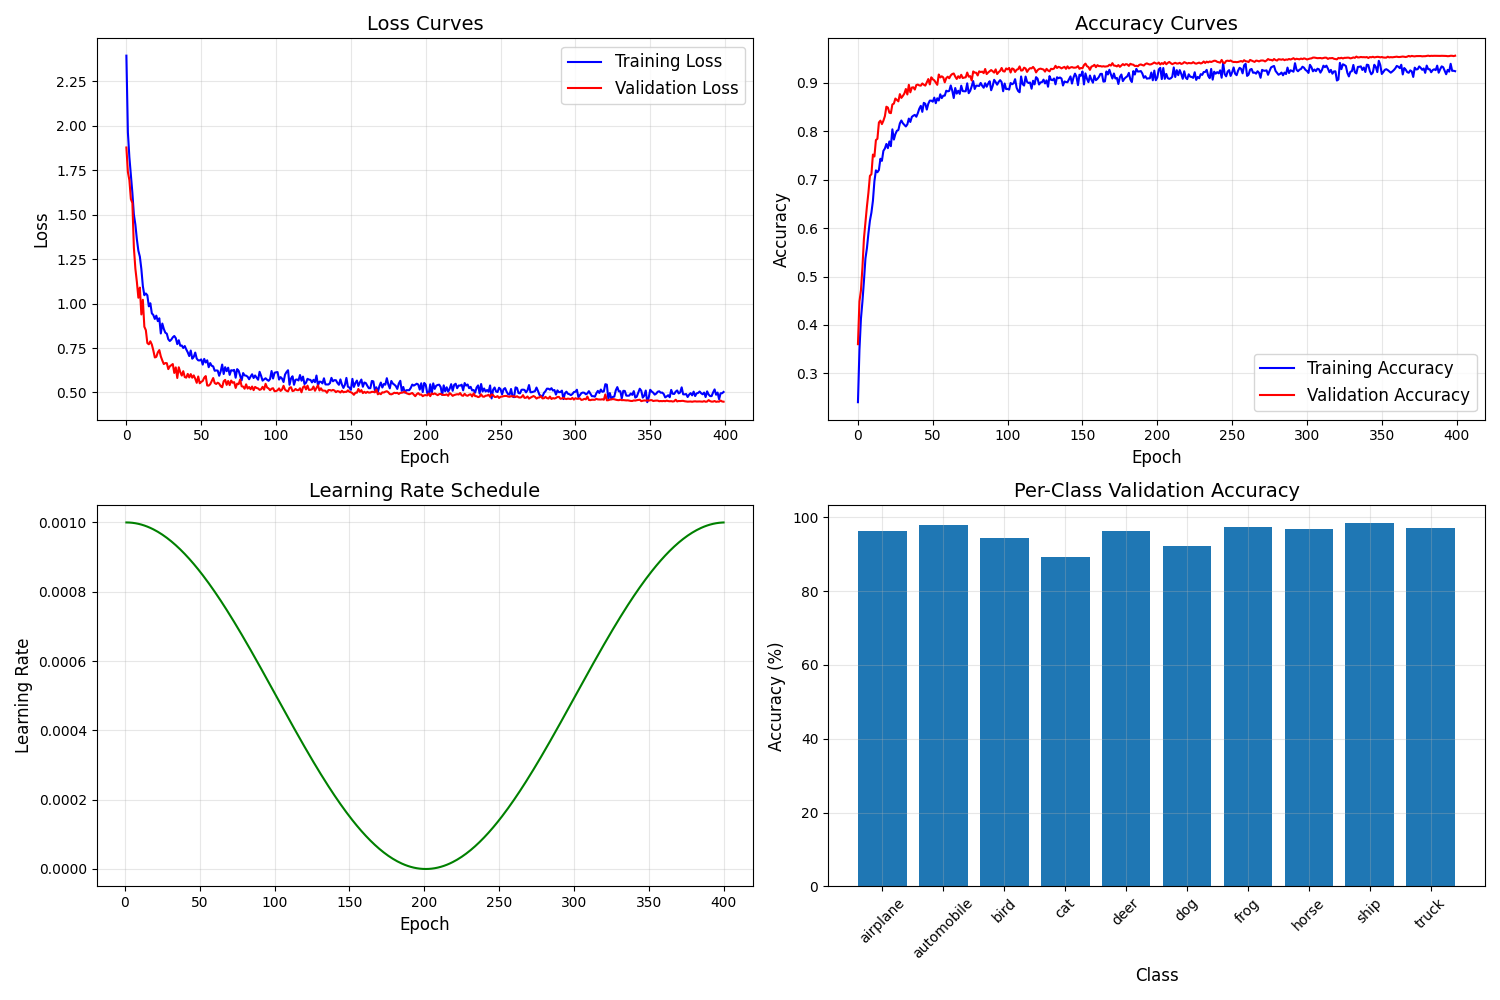 Loss Curves
Training Loss
Validation Loss
2.25
2.00
1.75
1.50
1.25
1.00
0.75
0.50
Loss
0 50 100 150 200 250 300 350 400
Epoch
Accuracy Curves
0.9
0.8
0.7
0.6
0.5
0.4
0.3
Accuracy
Training Accuracy
Validation Accuracy
0 50 100 150 200 250 300 350 400
Epoch
Learning Rate Schedule
0.0010
0.0008
0.0006
0.0004
0.0002
0.0000
Learning Rate
0 50 100 150 200 250 300 350 400
Epoch
Per-Class Validation Accuracy
100
80
60
40
20
0
Accuracy (%)
airplane automobile bird cat deer dog frog horse ship truck
Class